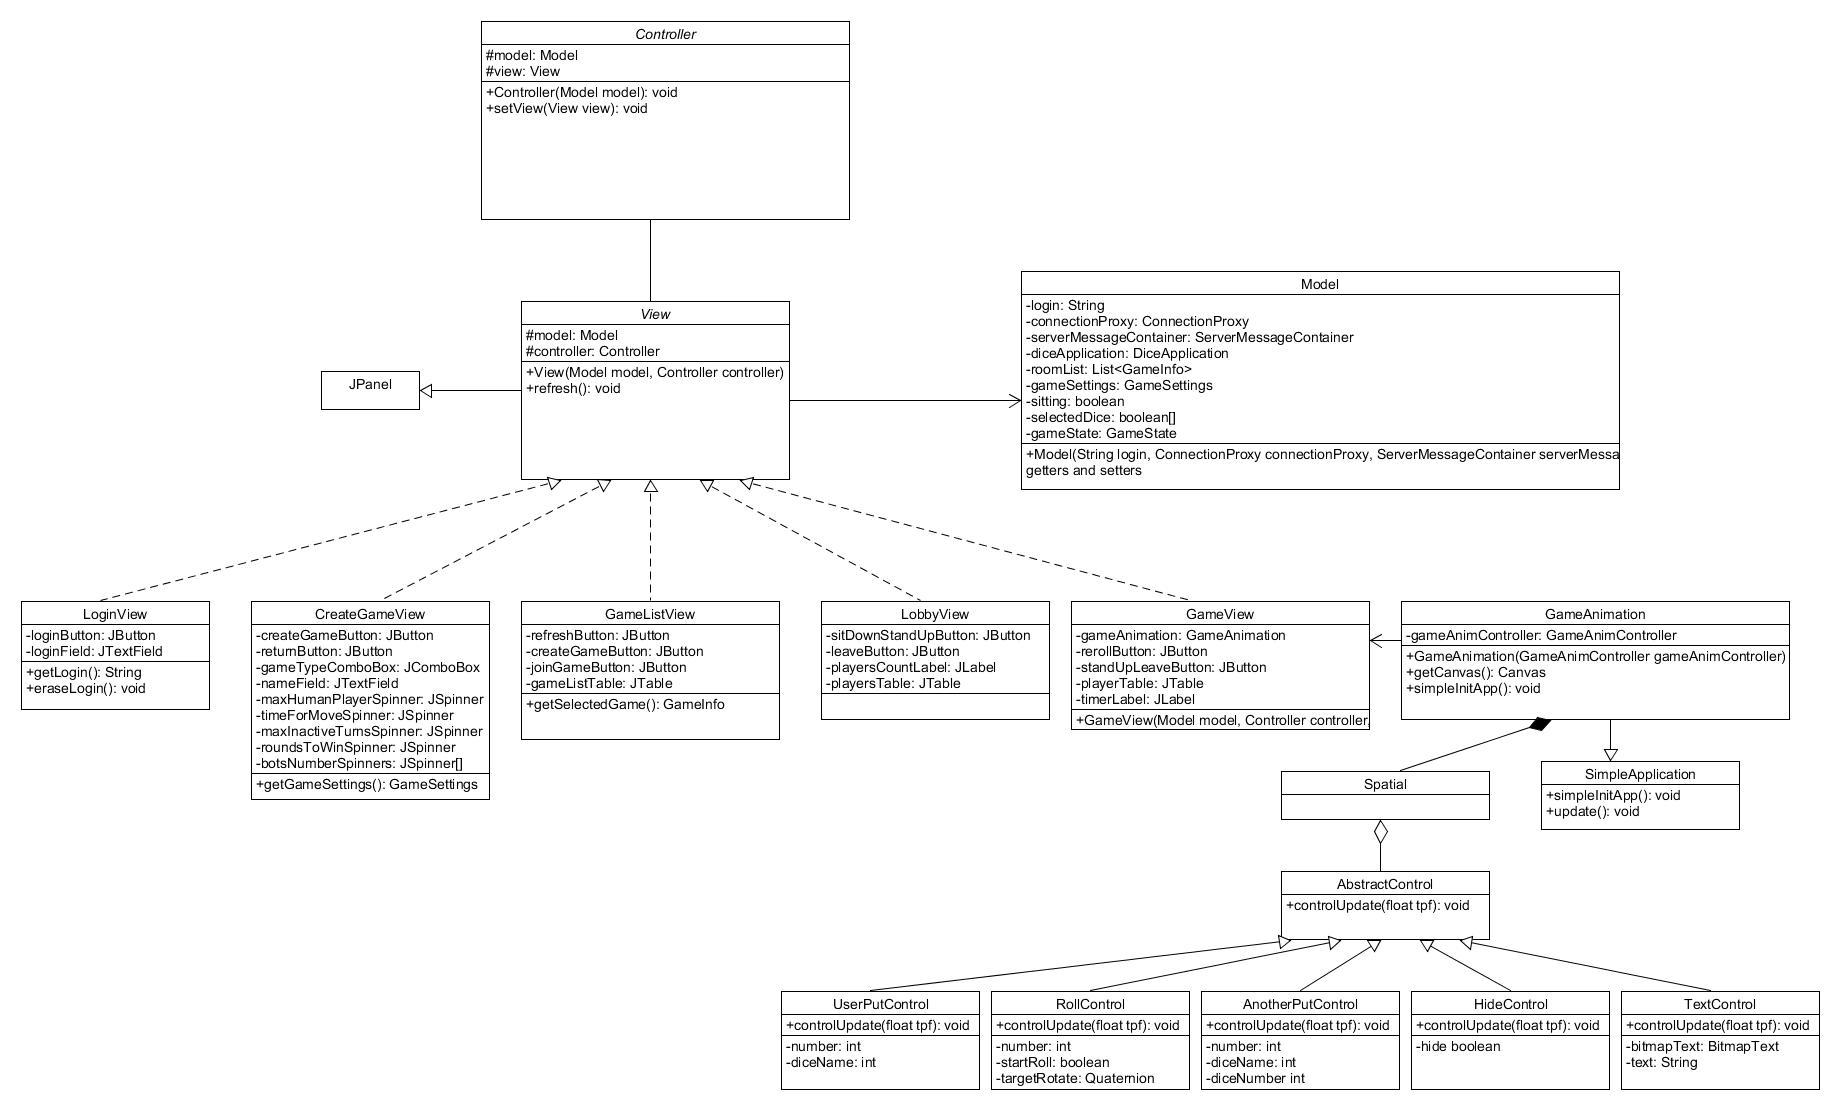 Controller
#model: Model
#view: View
+Controller(Model model): void
+setView(View view): void
View
#model: Model
#controller: Controller
+View(Model model, Controller controller)
+refresh(): void
JPanel
Model
-login: String
-connectionProxy: ConnectionProxy
-serverMessageContainer: ServerMessageContainer
-diceApplication: DiceApplication
-roomList: List<GameInfo>
-gameSettings: GameSettings
-sitting: boolean
-selectedDice: boolean[]
-gameState: GameState
+Model(String login, ConnectionProxy connectionProxy, ServerMessageContainer serverMessa
getters and setters
LoginView
-loginButton: JButton
-loginField: JTextField
+getLogin(): String
+eraseLogin(): void
CreateGameView
-createGameButton: JButton
-returnButton: JButton
-gameTypeComboBox: JComboBox
-nameField: JTextField
-maxHumanPlayerSpinner: JSpinner
-timeForMoveSpinner: JSpinner
-maxInactiveTurnsSpinner: JSpinner
-roundsToWinSpinner: JSpinner
-botsNumberSpinners: JSpinner[]
+getGameSettings(): GameSettings
GameListView
-refreshButton: JButton
-createGameButton: JButton
-joinGameButton: JButton
-gameListTable: JTable
+getSelectedGame(): GameInfo
LobbyView
-sitDownStandUpButton: JButton
-leaveButton: JButton
-playersCountLabel: JLabel
-playersTable: JTable
GameView
-gameAnimation: GameAnimation
-rerollButton: JButton
-standUpLeaveButton: JButton
-playerTable: JTable
-timerLabel: JLabel
+GameView(Model model, Controller controller,
GameAnimation
-gameAnimController: GameAnimController
+GameAnimation(GameAnimController gameAnimController)
+getCanvas(): Canvas
+simpleInitApp(): void
Spatial
SimpleApplication
+simpleInitApp(): void
+update(): void
AbstractControl
+controlUpdate(float tpf): void
UserPutControl
+controlUpdate(float tpf): void
-number: int
-diceName: int
RollControl
+controlUpdate(float tpf): void
-number: int
-startRoll: boolean
-targetRotate: Quaternion
AnotherPutControl
+controlUpdate(float tpf): void
-number: int
-diceName: int
-diceNumber int
HideControl
+controlUpdate(float tpf): void
-hide boolean
TextControl
+controlUpdate(float tpf): void
-bitmapText: BitmapText
-text: String